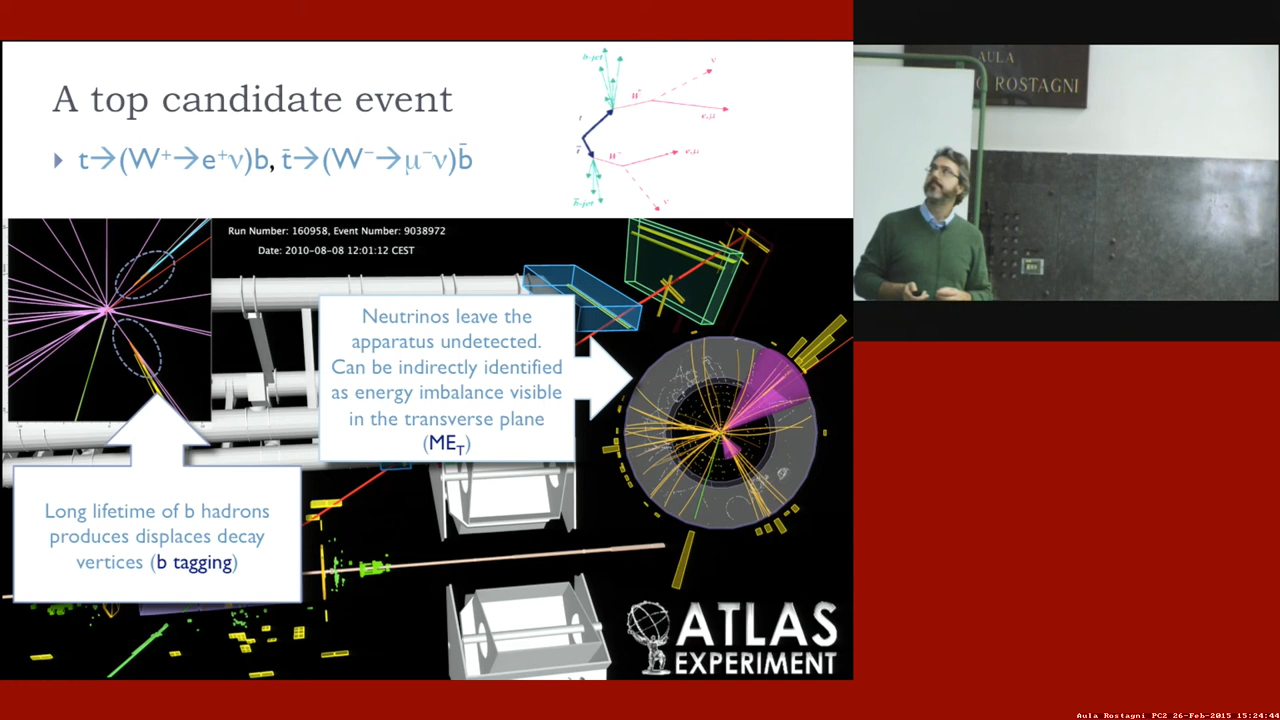 A top candidate event
t→(W⁺→e⁺ν)b, t̄→(W⁻→μ⁻ν)b̄
b-jet
ν
W⁺
e,μ
t
t̄
W⁻
e,μ
b̄-jet
ν
Run Number: 160958, Event Number: 9038972
Date: 2010-08-08 12:01:12 CEST
Neutrinos leave the
apparatus undetected.
Can be indirectly identified
as energy imbalance visible
in the transverse plane
(ME_T)
Long lifetime of b hadrons
produces displaces decay
vertices (b tagging)
ATLAS
EXPERIMENT
AULA
ROSTAGNI
Aula Rostagni PC2 26-Feb-2015 15:24:44